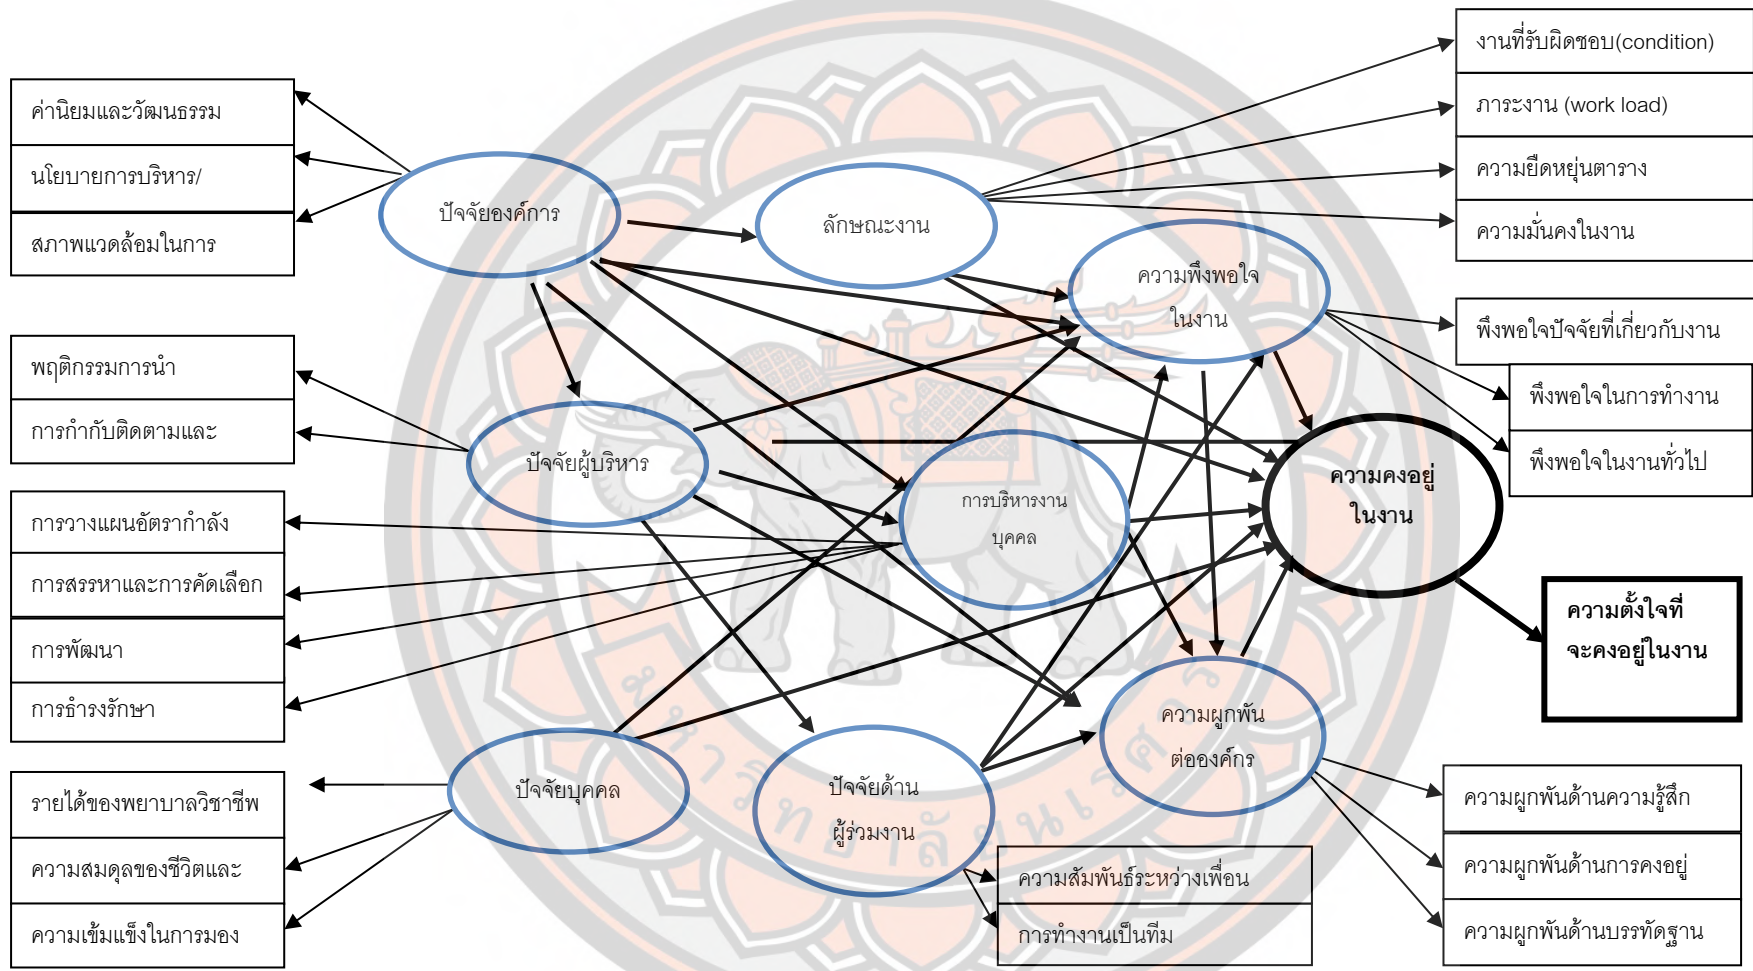 งานที่รับผิดชอบ(condition)
ภาระงาน (work load)
ความยืดหยุ่นตาราง
ความมั่นคงในงาน
ค่านิยมและวัฒนธรรม
นโยบายการบริหาร/
สภาพแวดล้อมในการ
ปัจจัยองค์การ
ลักษณะงาน
ความพึงพอใจ
ในงาน
พึงพอใจปัจจัยที่เกี่ยวกับงาน
พึงพอใจในการทำงาน
พึงพอใจในงานทั่วไป
พฤติกรรมการนำ
การกำกับติดตามและ
ปัจจัยผู้บริหาร
การบริหารงาน
บุคคล
ความคงอยู่
ในงาน
การวางแผนอัตรากำลัง
การสรรหาและการคัดเลือก
การพัฒนา
การธำรงรักษา
ความตั้งใจที่
จะคงอยู่ในงาน
ความผูกพัน
ต่อองค์กร
ปัจจัยบุคคล
ปัจจัยด้าน
ผู้ร่วมงาน
รายได้ของพยาบาลวิชาชีพ
ความสมดุลของชีวิตและ
ความเข้มแข็งในการมอง
ความสัมพันธ์ระหว่างเพื่อน
การทำงานเป็นทีม
ความผูกพันด้านความรู้สึก
ความผูกพันด้านการคงอยู่
ความผูกพันด้านบรรทัดฐาน
มหาวิทยาลัยนเรศวร